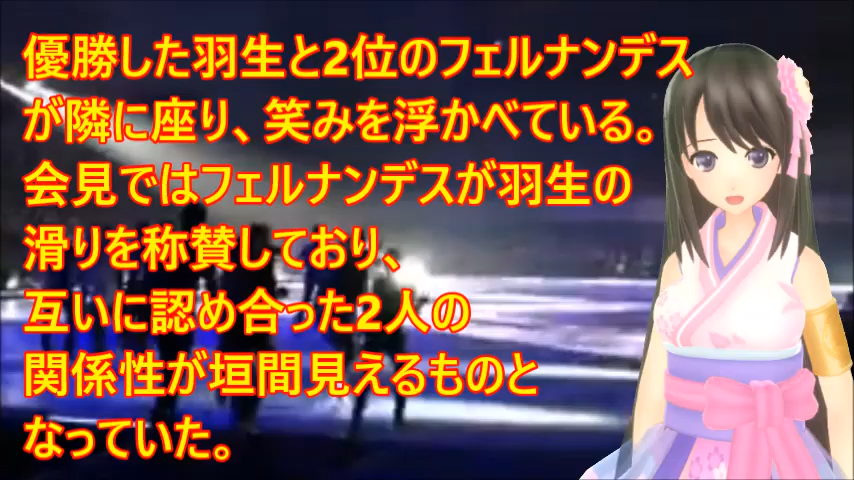 優勝した羽生と2位のフェルナンデス
が隣に座り、笑みを浮かべている。
会見ではフェルナンデスが羽生の
滑りを称賛しており、
互いに認め合った2人の
関係性が垣間見えるものと
なっていた。